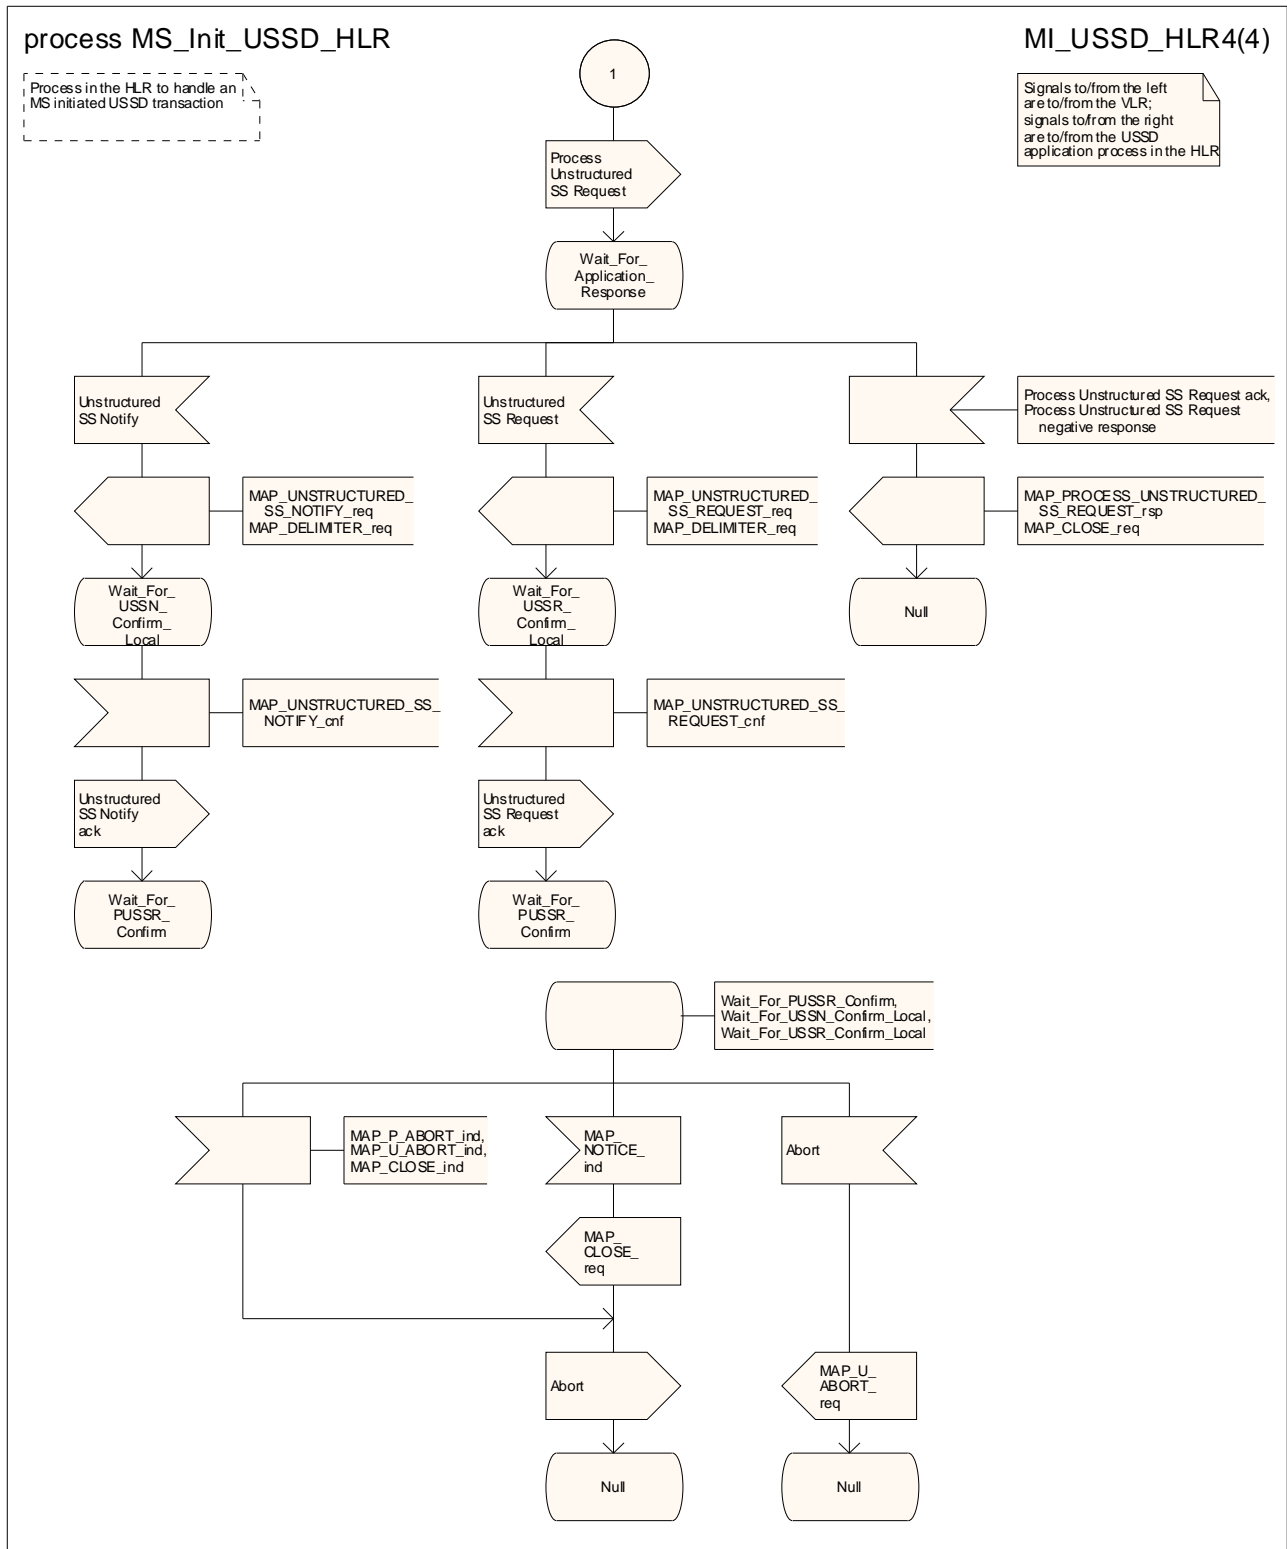 process MS_Init_USSD_HLR
MI_USSD_HLR4(4)
Process in the HLR to handle an
MS initiated USSD transaction
1
Signals to/from the left
are to/from the VLR;
signals to/from the right
are to/from the USSD
application process in the HLR
Process
Unstructured
SS Request
Wait_For_
Application_
Response
Unstructured
SS Notify
Unstructured
SS Request
Process Unstructured SS Request ack,
Process Unstructured SS Request
negative response
MAP_UNSTRUCTURED_
SS_NOTIFY_req
MAP_DELIMITER_req
MAP_UNSTRUCTURED_
SS_REQUEST_req
MAP_DELIMITER_req
MAP_PROCESS_UNSTRUCTURED_
SS_REQUEST_rsp
MAP_CLOSE_req
Wait_For_
USSN_
Confirm_
Local
Wait_For_
USSR_
Confirm_
Local
Null
MAP_UNSTRUCTURED_SS_
NOTIFY_cnf
MAP_UNSTRUCTURED_SS_
REQUEST_cnf
Unstructured
SS Notify
ack
Unstructured
SS Request
ack
Wait_For_
PUSSR_
Confirm
Wait_For_
PUSSR_
Confirm
Wait_For_PUSSR_Confirm,
Wait_For_USSN_Confirm_Local,
Wait_For_USSR_Confirm_Local
MAP_P_ABORT_ind,
MAP_U_ABORT_ind,
MAP_CLOSE_ind
MAP_
NOTICE_
ind
Abort
MAP_
CLOSE_
req
Abort
MAP_U_
ABORT_
req
Null
Null